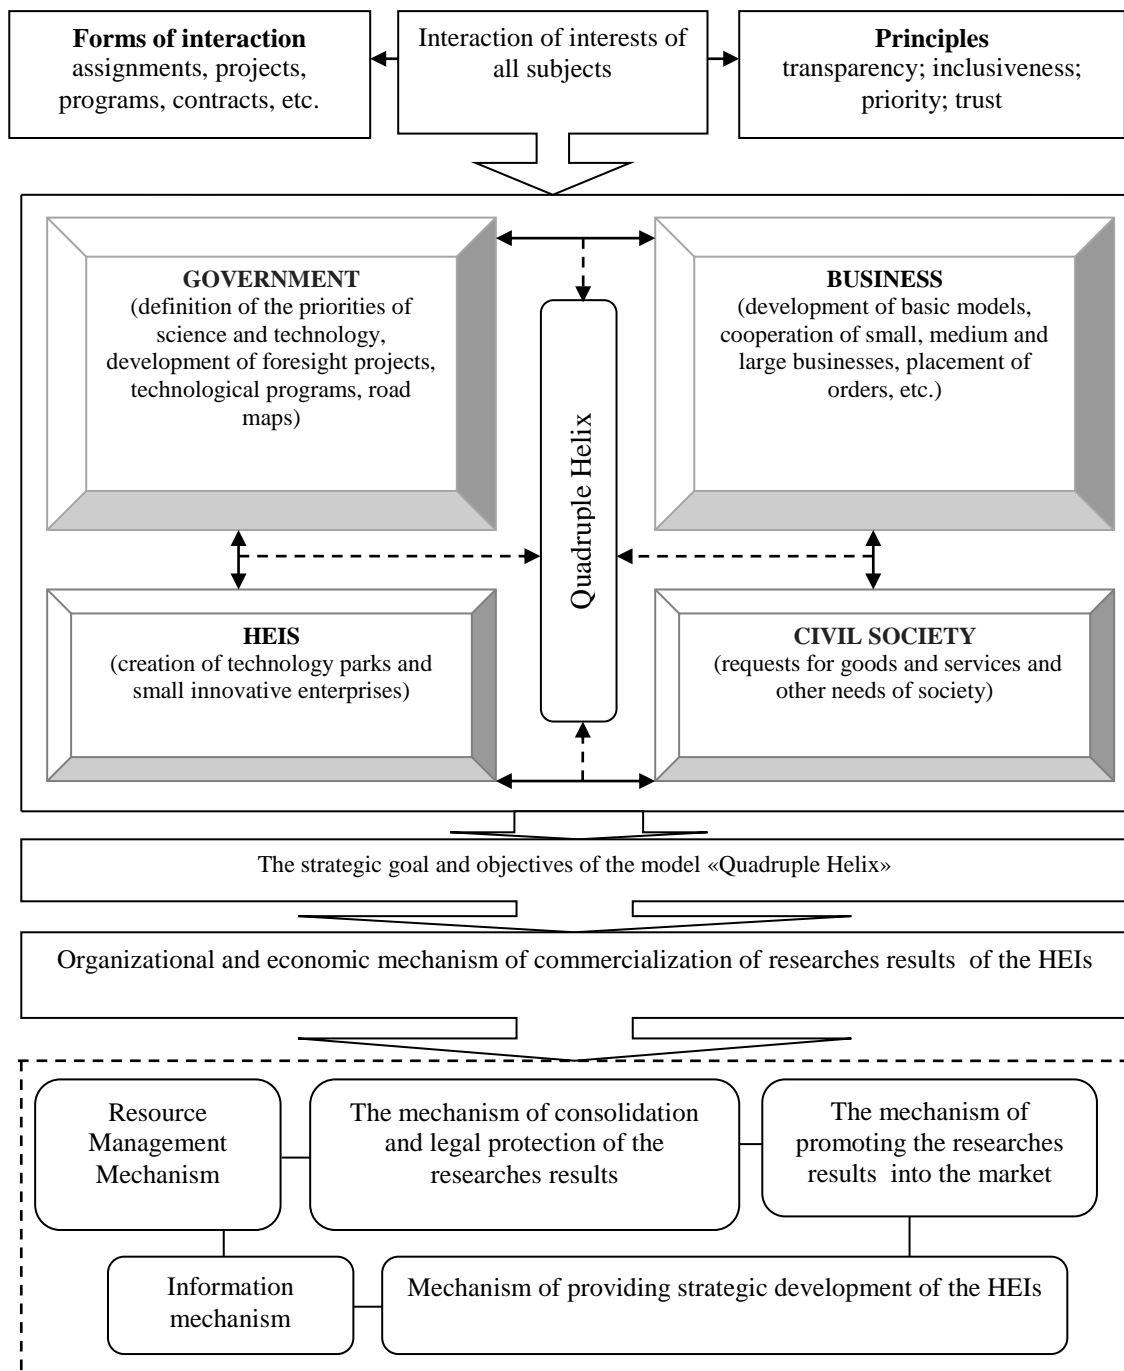 Forms of interaction
assignments, projects,
programs, contracts, etc.
Interaction of interests of
all subjects
Principles
transparency; inclusiveness;
priority; trust
GOVERNMENT
(definition of the priorities of
science and technology,
development of foresight projects,
technological programs, road
maps)
BUSINESS
(development of basic models,
cooperation of small, medium and
large businesses, placement of
orders, etc.)
Quadruple Helix
HEIS
(creation of technology parks and
small innovative enterprises)
CIVIL SOCIETY
(requests for goods and services and
other needs of society)
The strategic goal and objectives of the model «Quadruple Helix»
Organizational and economic mechanism of commercialization of researches results of the HEIs
Resource
Management
Mechanism
The mechanism of consolidation
and legal protection of the
researches results
The mechanism of
promoting the researches
results into the market
Information
mechanism
Mechanism of providing strategic development of the HEIs